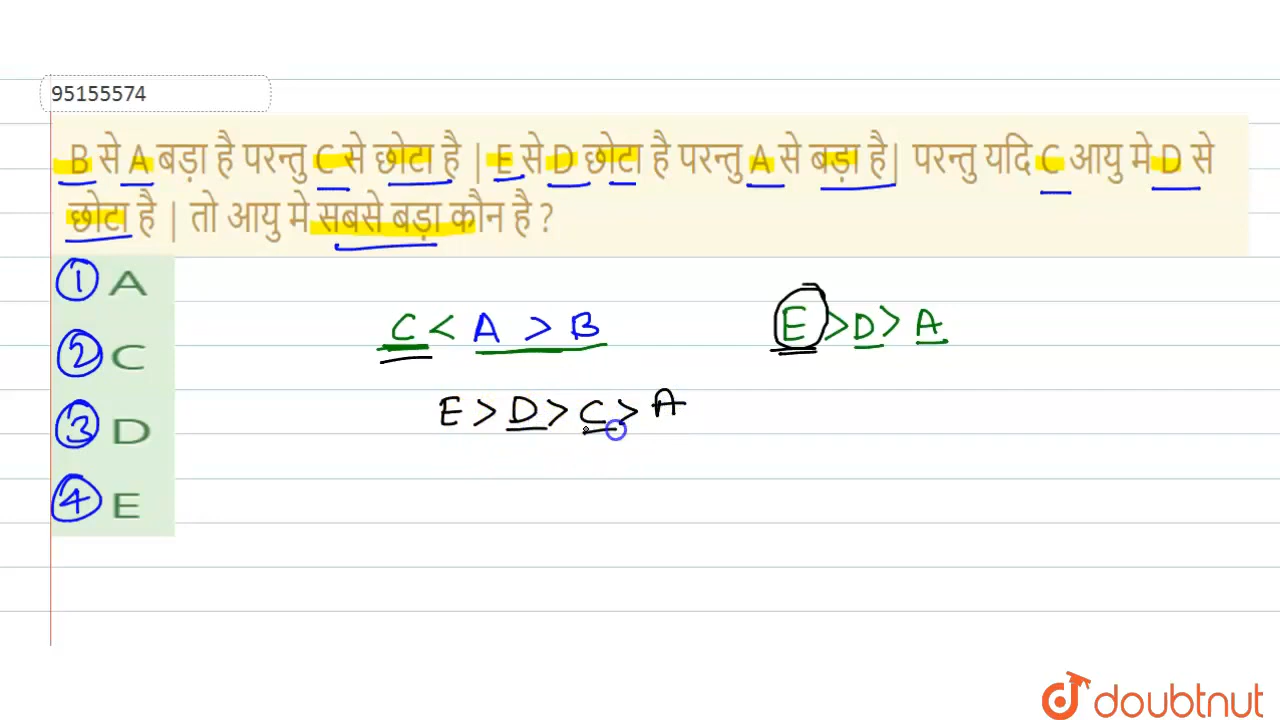 95155574
B से A बड़ा है परन्तु C से छोटा है | E से D छोटा है परन्तु A से बड़ा है| परन्तु यदि C आयु मे D से
छोटा है | तो आयु मे सबसे बड़ा कौन है ?
① A
② C
③ D
④ E
C < A > B
E > D > A
E > D > C > A
doubtnut